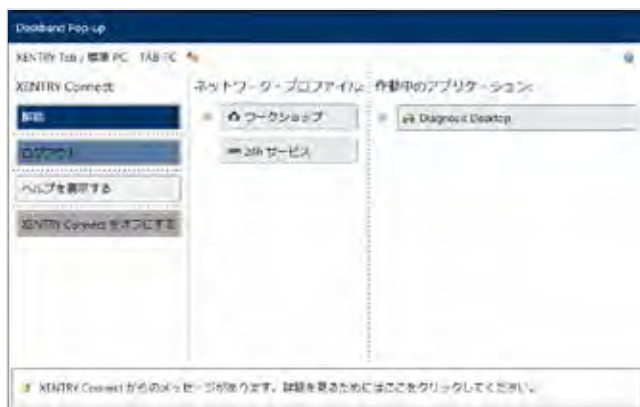 Deskband Pop-up
XENTRY Tab / 標準 PC TAB-TC
XENTRY Connect:
ネットワーク・プロファイル:
作動中のアプリケーション:
解除
ワークショップ
Diagnosis Desktop
ログアウト
24h サービス
ヘルプを表示する
XENTRY Connect をオフにする
XENTRY Connect からのメッセージがあります。詳細を見るためにはここをクリックしてください。